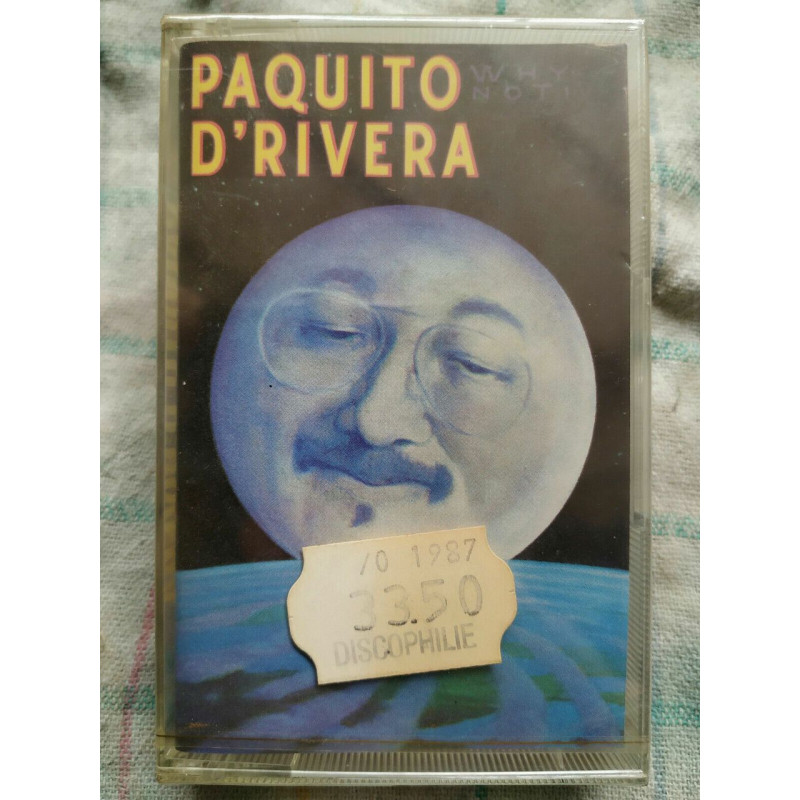 PAQUITO
D'RIVERA
WHY
NOT!
/0 1987
33.50
DISCOPHILIE